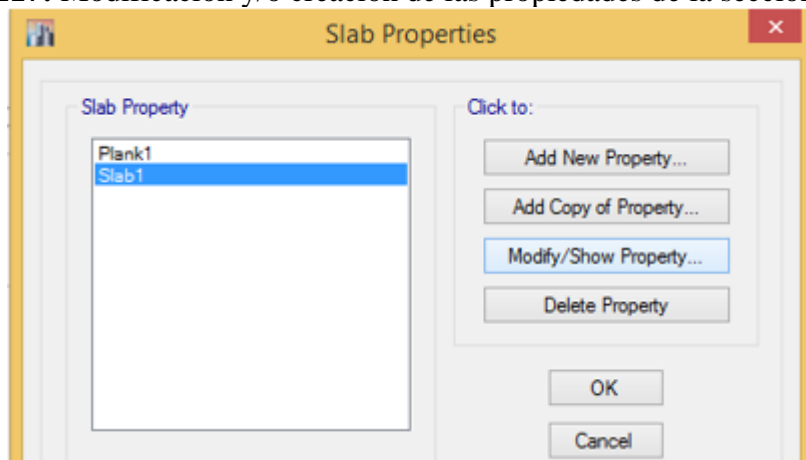 Slab Properties
Slab Property
Plank1
Slab1
Click to:
Add New Property...
Add Copy of Property...
Modify/Show Property...
Delete Property
OK
Cancel